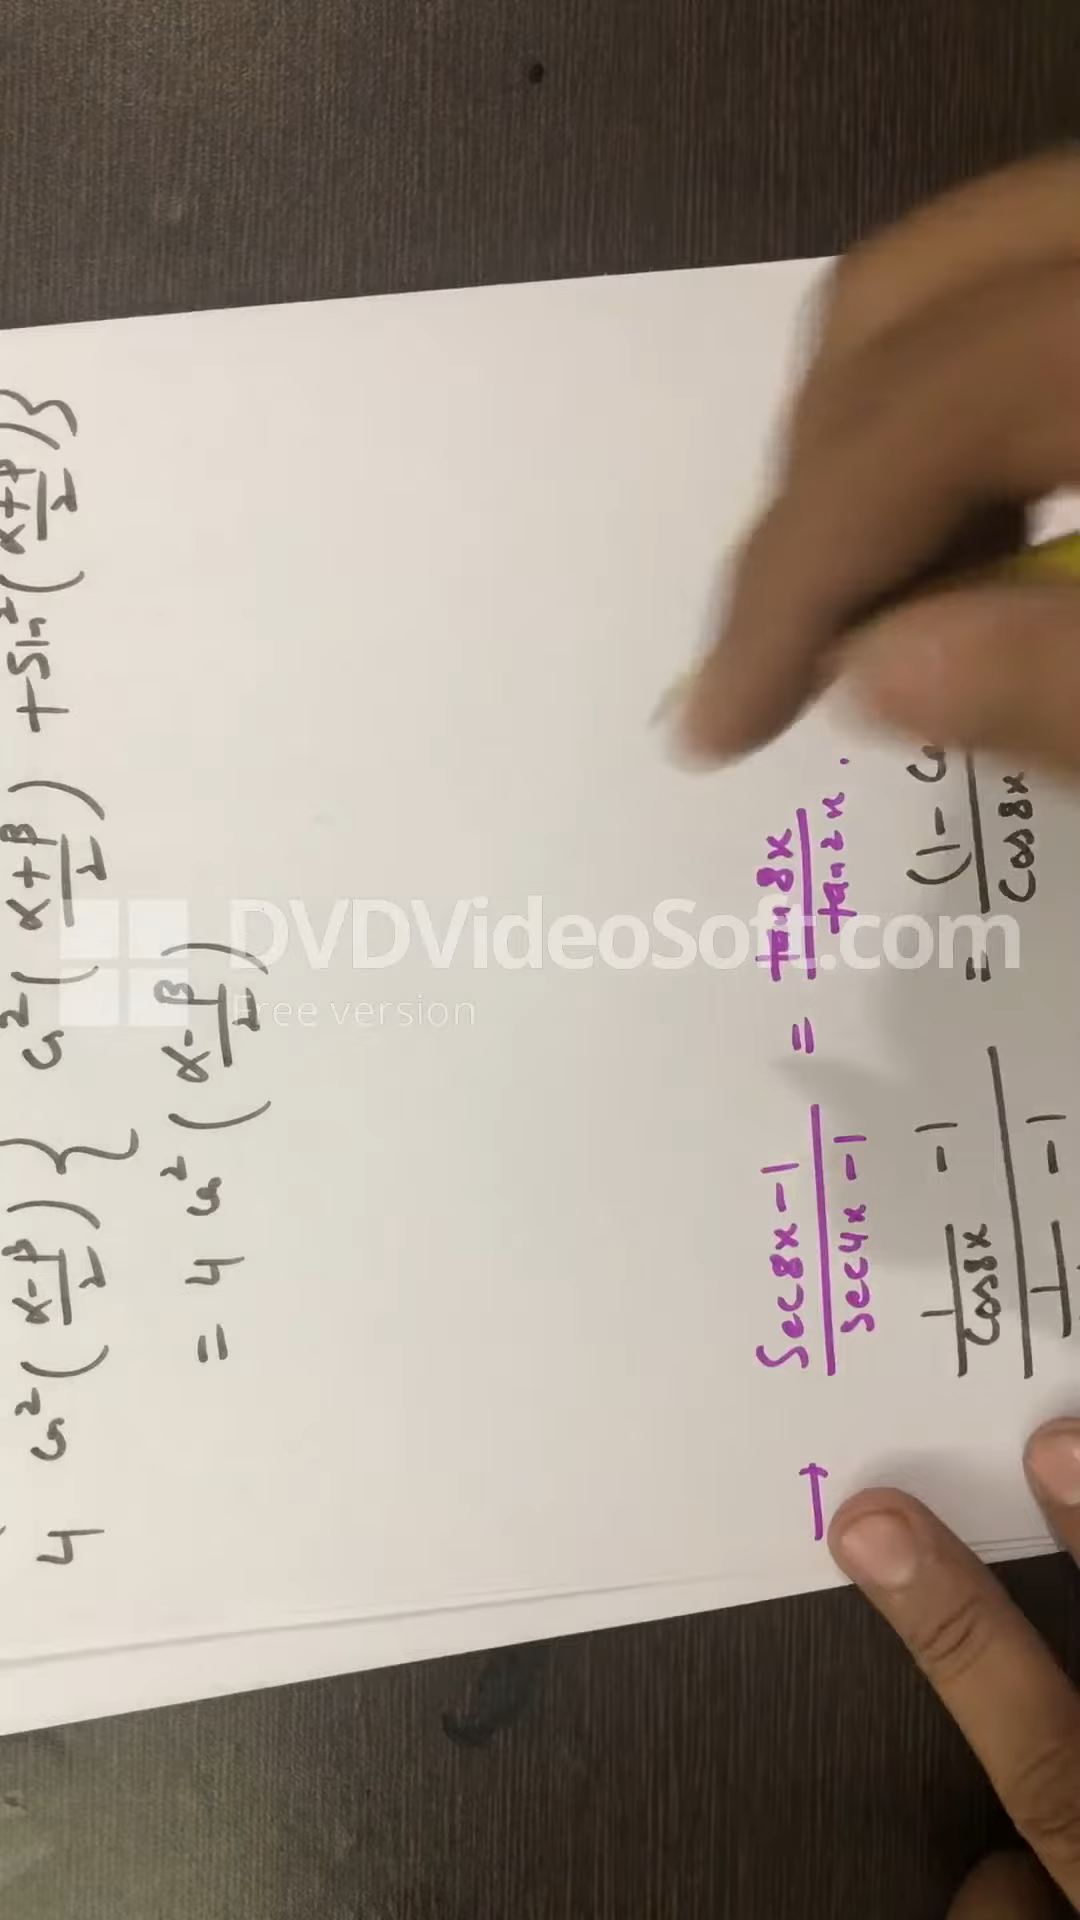 4 cos²((α-β)/2)} { cos²((α+β)/2) + sin²((α+β)/2)}
= 4 cos²((α-β)/2)
→ (Sec8x - 1)/(sec4x - 1) = (tan8x)/(tan2x).
(1/cos8x - 1)/(1/ - 1) = (1 - /cos8x
DVDVideoSoft.com
Free version